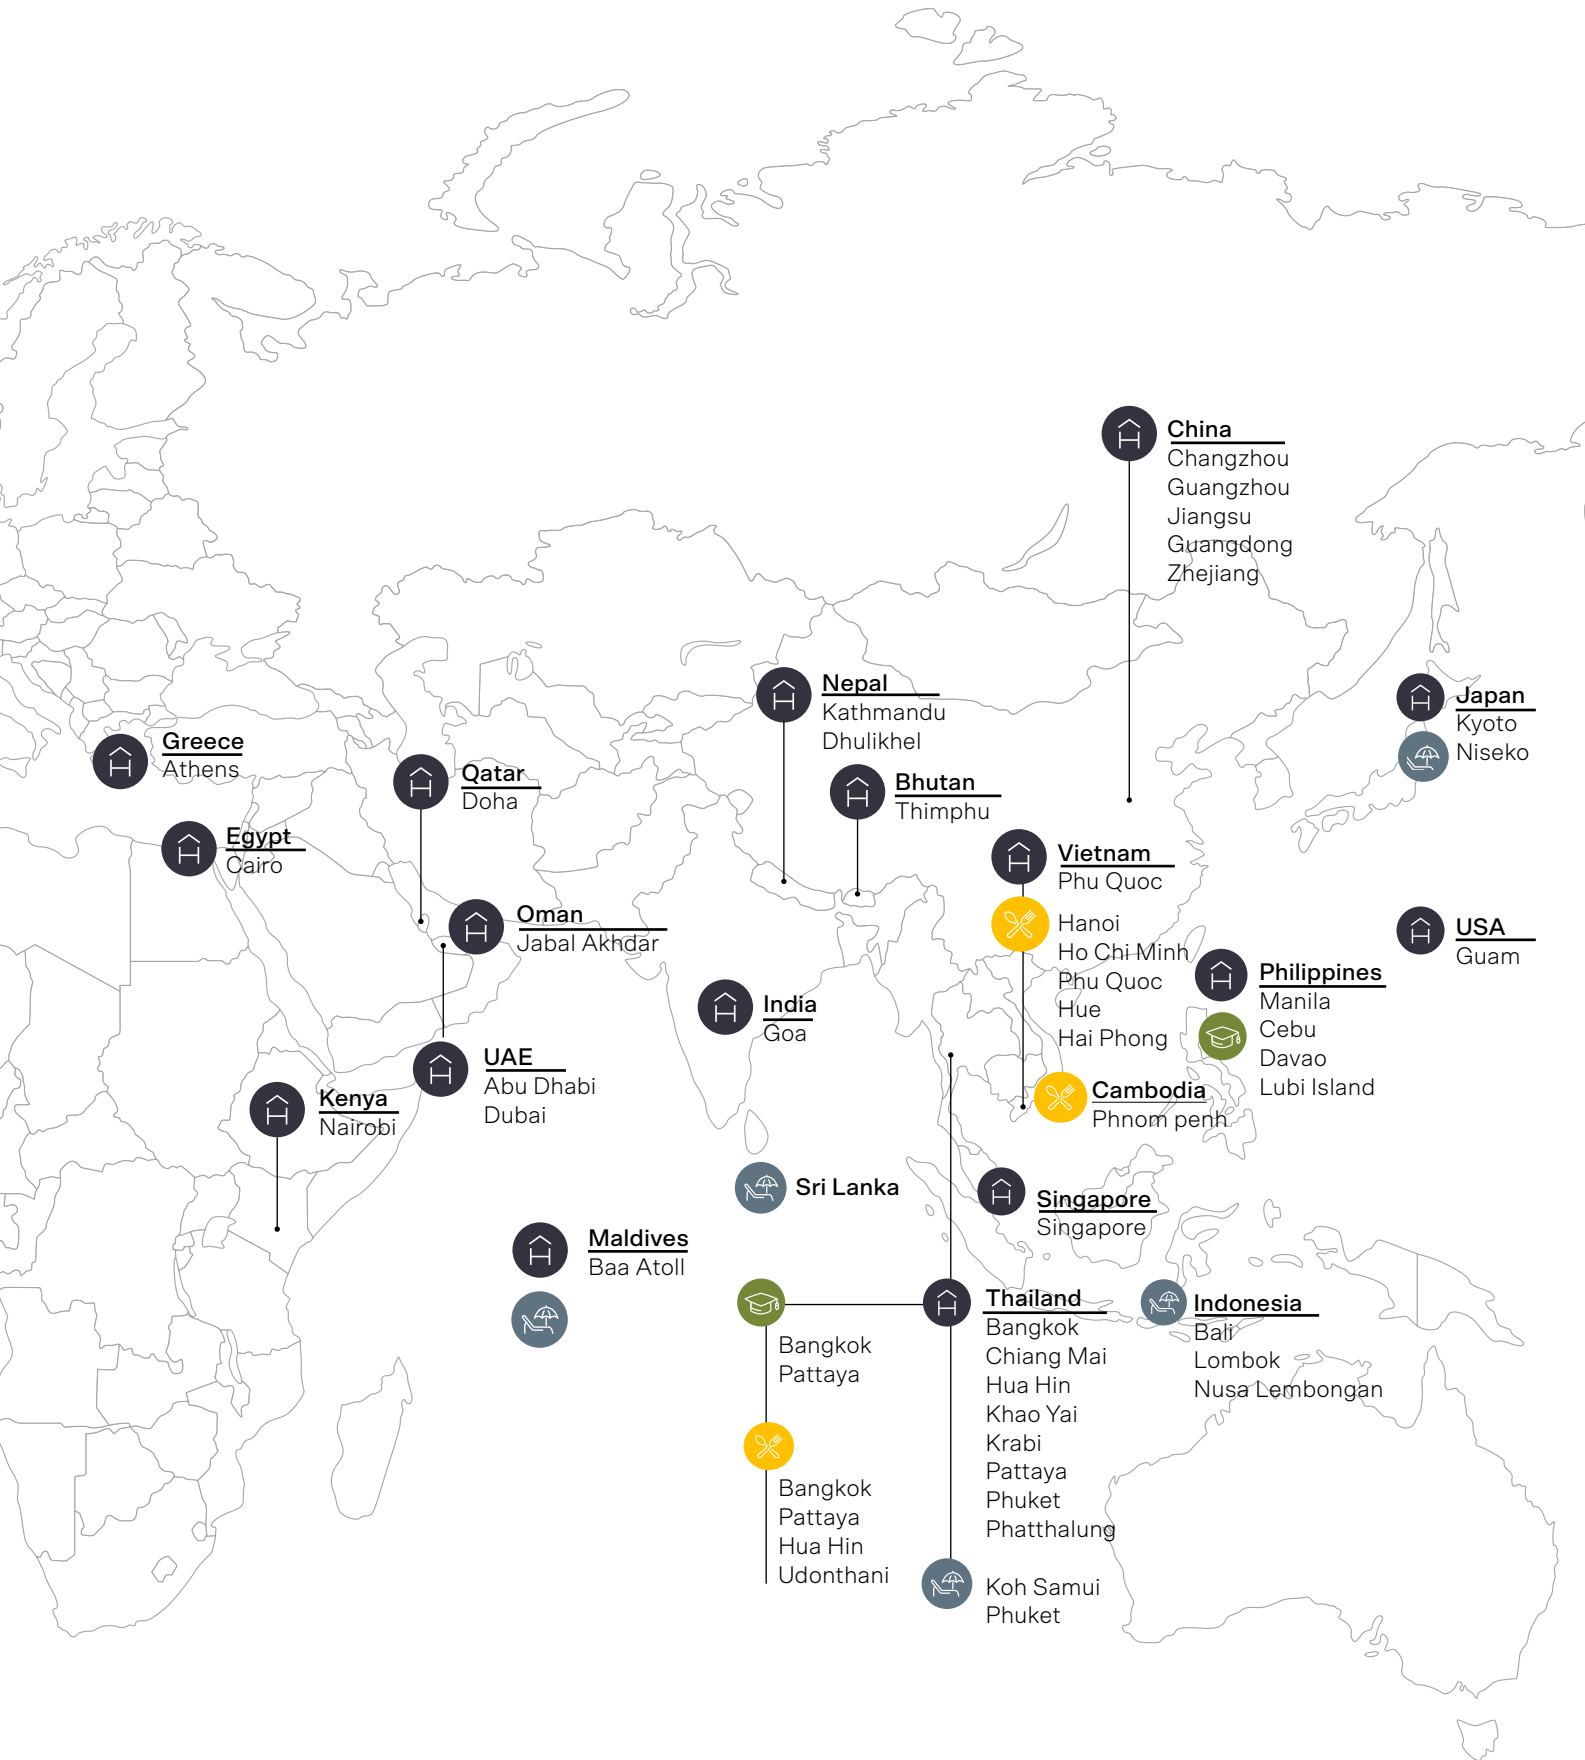 China
Changzhou
Guangzhou
Jiangsu
Guangdong
Zhejiang
Nepal
Kathmandu
Dhulikhel
Japan
Kyoto
Niseko
Greece
Athens
Qatar
Doha
Bhutan
Thimphu
Egypt
Cairo
Vietnam
Phu Quoc
Hanoi
Ho Chi Minh
Phu Quoc
Hue
Hai Phong
Oman
Jabal Akhdar
USA
Guam
Philippines
Manila
Cebu
Davao
Lubi Island
India
Goa
UAE
Abu Dhabi
Dubai
Kenya
Nairobi
Cambodia
Phnom penh
Sri Lanka
Singapore
Singapore
Maldives
Baa Atoll
Bangkok
Pattaya
Bangkok
Pattaya
Hua Hin
Udonthani
Thailand
Bangkok
Chiang Mai
Hua Hin
Khao Yai
Krabi
Pattaya
Phuket
Phatthalung
Koh Samui
Phuket
Indonesia
Bali
Lombok
Nusa Lembongan